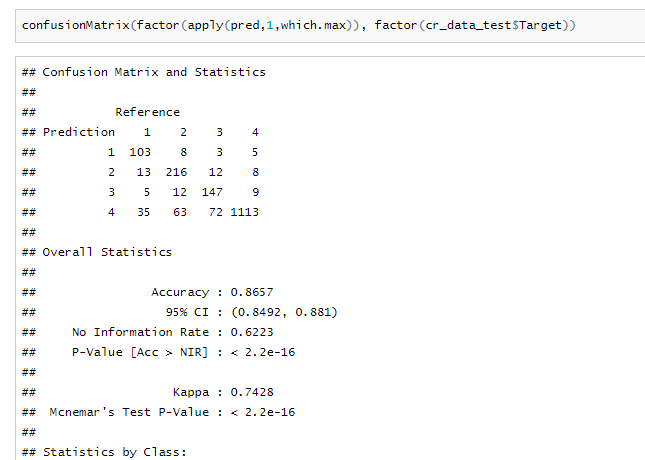 confusionMatrix(factor(apply(pred,1,which.max)), factor(cr_data_test$Target))
## Confusion Matrix and Statistics
##
##           Reference
## Prediction    1    2    3    4
##          1  103    8    3    5
##          2   13  216   12    8
##          3    5   12  147    9
##          4   35   63   72 1113
##
## Overall Statistics
##
##                Accuracy : 0.8657
##                  95% CI : (0.8492, 0.881)
##     No Information Rate : 0.6223
##     P-Value [Acc > NIR] : < 2.2e-16
##
##                   Kappa : 0.7428
##  Mcnemar's Test P-Value : < 2.2e-16
##
## Statistics by Class: